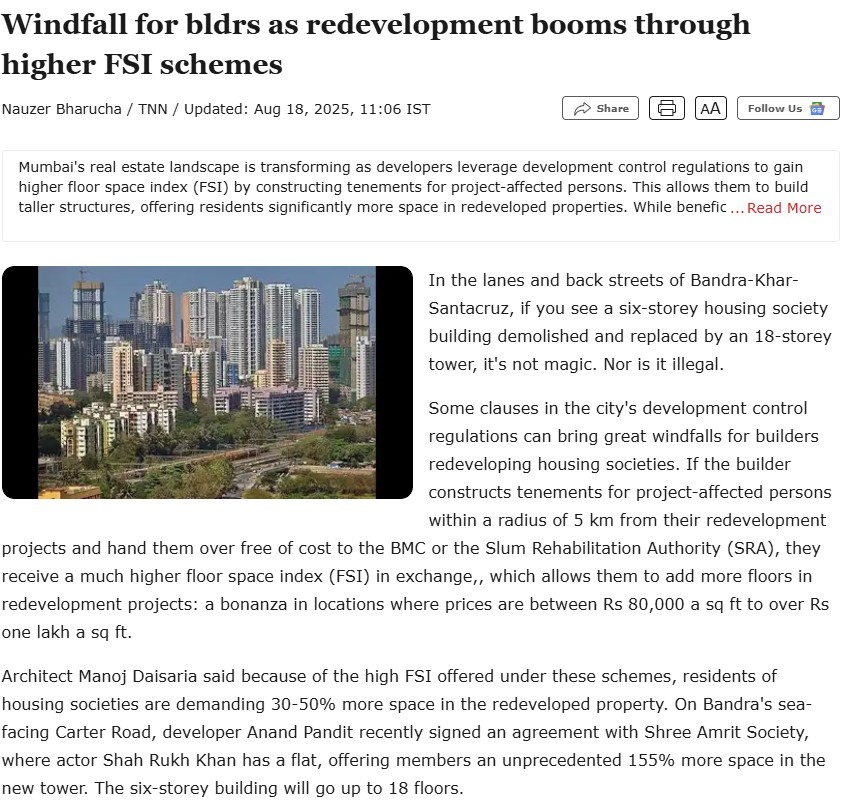 Windfall for bldrs as redevelopment booms through
higher FSI schemes
Nauzer Bharucha / TNN / Updated: Aug 18, 2025, 11:06 IST
Share
AA
Follow Us
Mumbai's real estate landscape is transforming as developers leverage development control regulations to gain
higher floor space index (FSI) by constructing tenements for project-affected persons. This allows them to build
taller structures, offering residents significantly more space in redeveloped properties. While benefic ... Read More
In the lanes and back streets of Bandra-Khar-
Santacruz, if you see a six-storey housing society
building demolished and replaced by an 18-storey
tower, it's not magic. Nor is it illegal.
Some clauses in the city's development control
regulations can bring great windfalls for builders
redeveloping housing societies. If the builder
constructs tenements for project-affected persons
within a radius of 5 km from their redevelopment
projects and hand them over free of cost to the BMC or the Slum Rehabilitation Authority (SRA), they
receive a much higher floor space index (FSI) in exchange,, which allows them to add more floors in
redevelopment projects: a bonanza in locations where prices are between Rs 80,000 a sq ft to over Rs
one lakh a sq ft.
Architect Manoj Daisaria said because of the high FSI offered under these schemes, residents of
housing societies are demanding 30-50% more space in the redeveloped property. On Bandra's sea-
facing Carter Road, developer Anand Pandit recently signed an agreement with Shree Amrit Society,
where actor Shah Rukh Khan has a flat, offering members an unprecedented 155% more space in the
new tower. The six-storey building will go up to 18 floors.